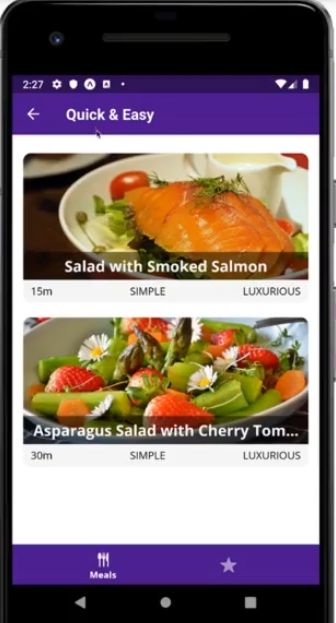 2:27
Quick & Easy
Salad with Smoked Salmon
15m SIMPLE LUXURIOUS
Asparagus Salad with Cherry Tom...
30m SIMPLE LUXURIOUS
Meals